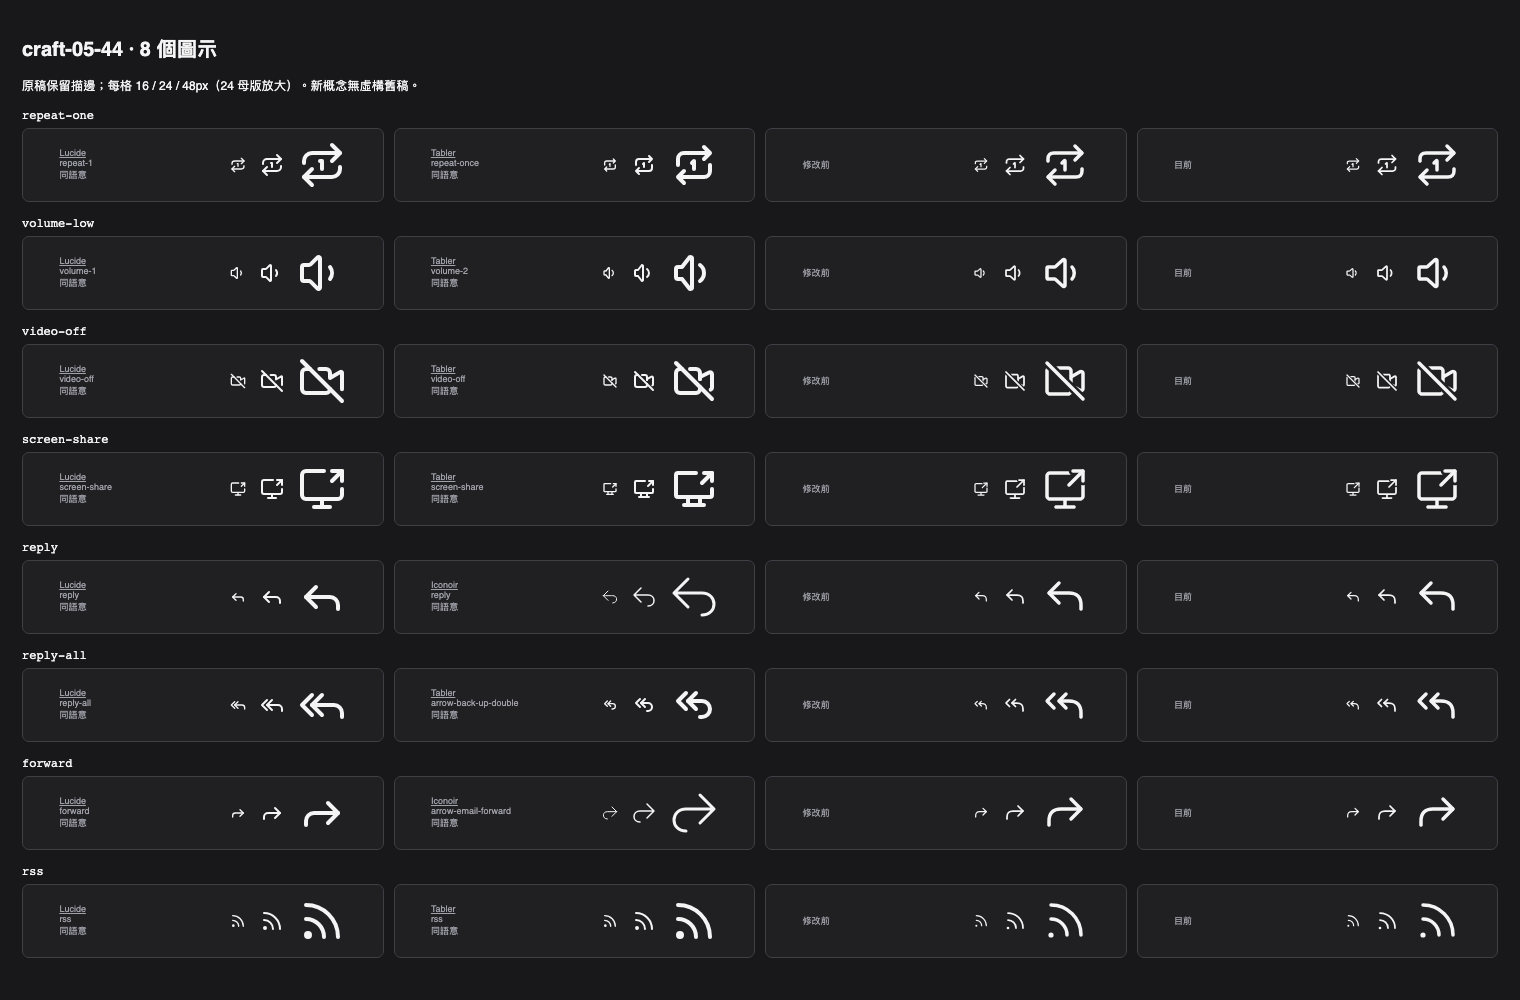 craft-05-44 · 8 個圖示
原稿保留描邊；每格 16 / 24 / 48px（24 母版放大）。新概念無虛構舊稿。
repeat-one
Lucide
repeat-1
同語意
Tabler
repeat-once
同語意
修改前
目前
volume-low
Lucide
volume-1
同語意
Tabler
volume-2
同語意
修改前
目前
video-off
Lucide
video-off
同語意
Tabler
video-off
同語意
修改前
目前
screen-share
Lucide
screen-share
同語意
Tabler
screen-share
同語意
修改前
目前
reply
Lucide
reply
同語意
Iconoir
reply
同語意
修改前
目前
reply-all
Lucide
reply-all
同語意
Tabler
arrow-back-up-double
同語意
修改前
目前
forward
Lucide
forward
同語意
Iconoir
arrow-email-forward
同語意
修改前
目前
rss
Lucide
rss
同語意
Tabler
rss
同語意
修改前
目前